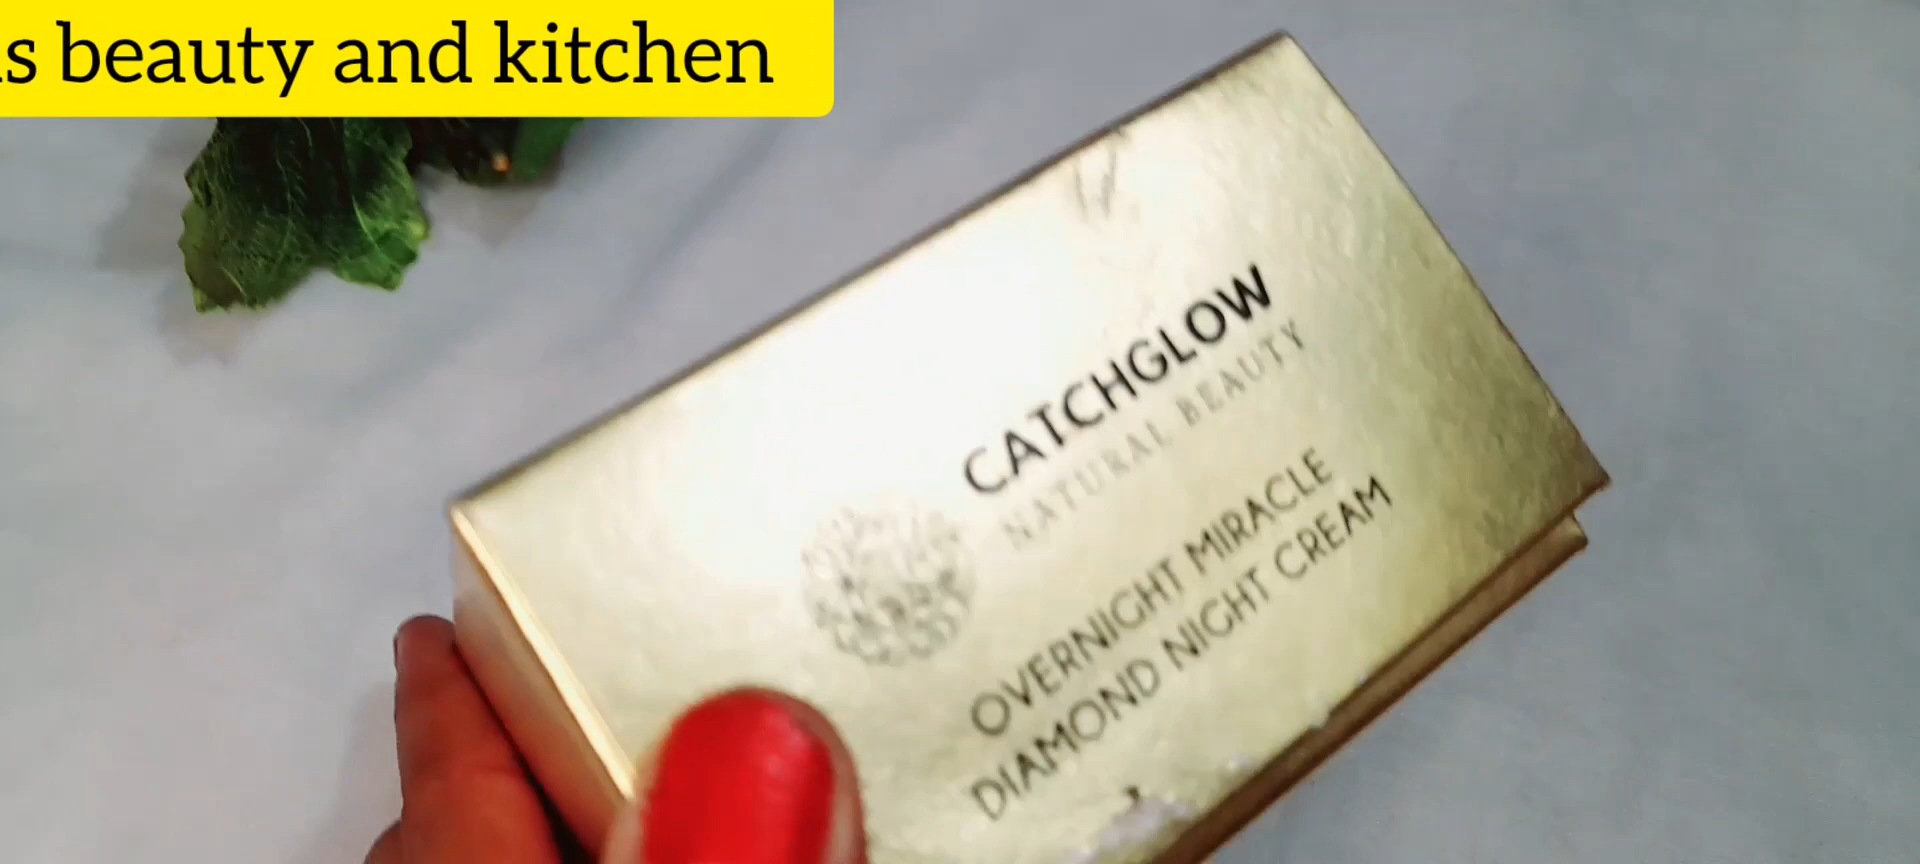 s beauty and kitchen
CATCHGLOW
NATURAL BEAUTY
OVERNIGHT MIRACLE
DIAMOND NIGHT CREAM